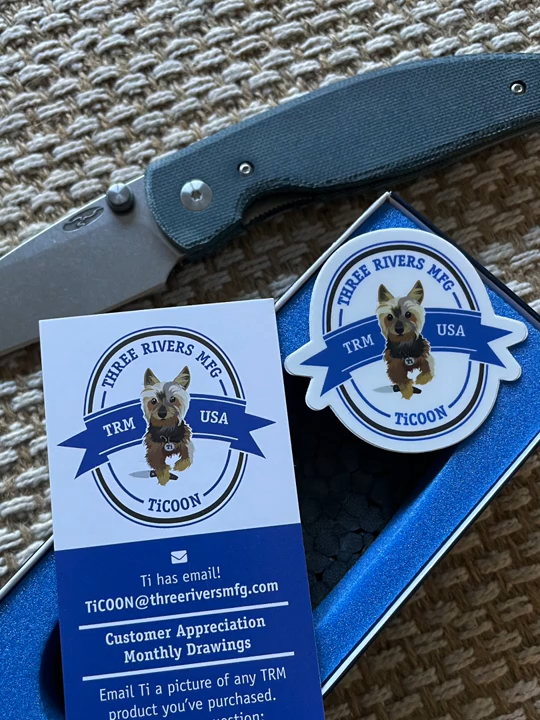 THREE RIVERS MFG
TRM USA
TiCOON
THREE RIVERS MFG
TRM USA
TiCOON
Ti has email!
TiCOON@threeriversmfg.com
Customer Appreciation
Monthly Drawings
Email Ti a picture of any TRM
product you've purchased.
question: